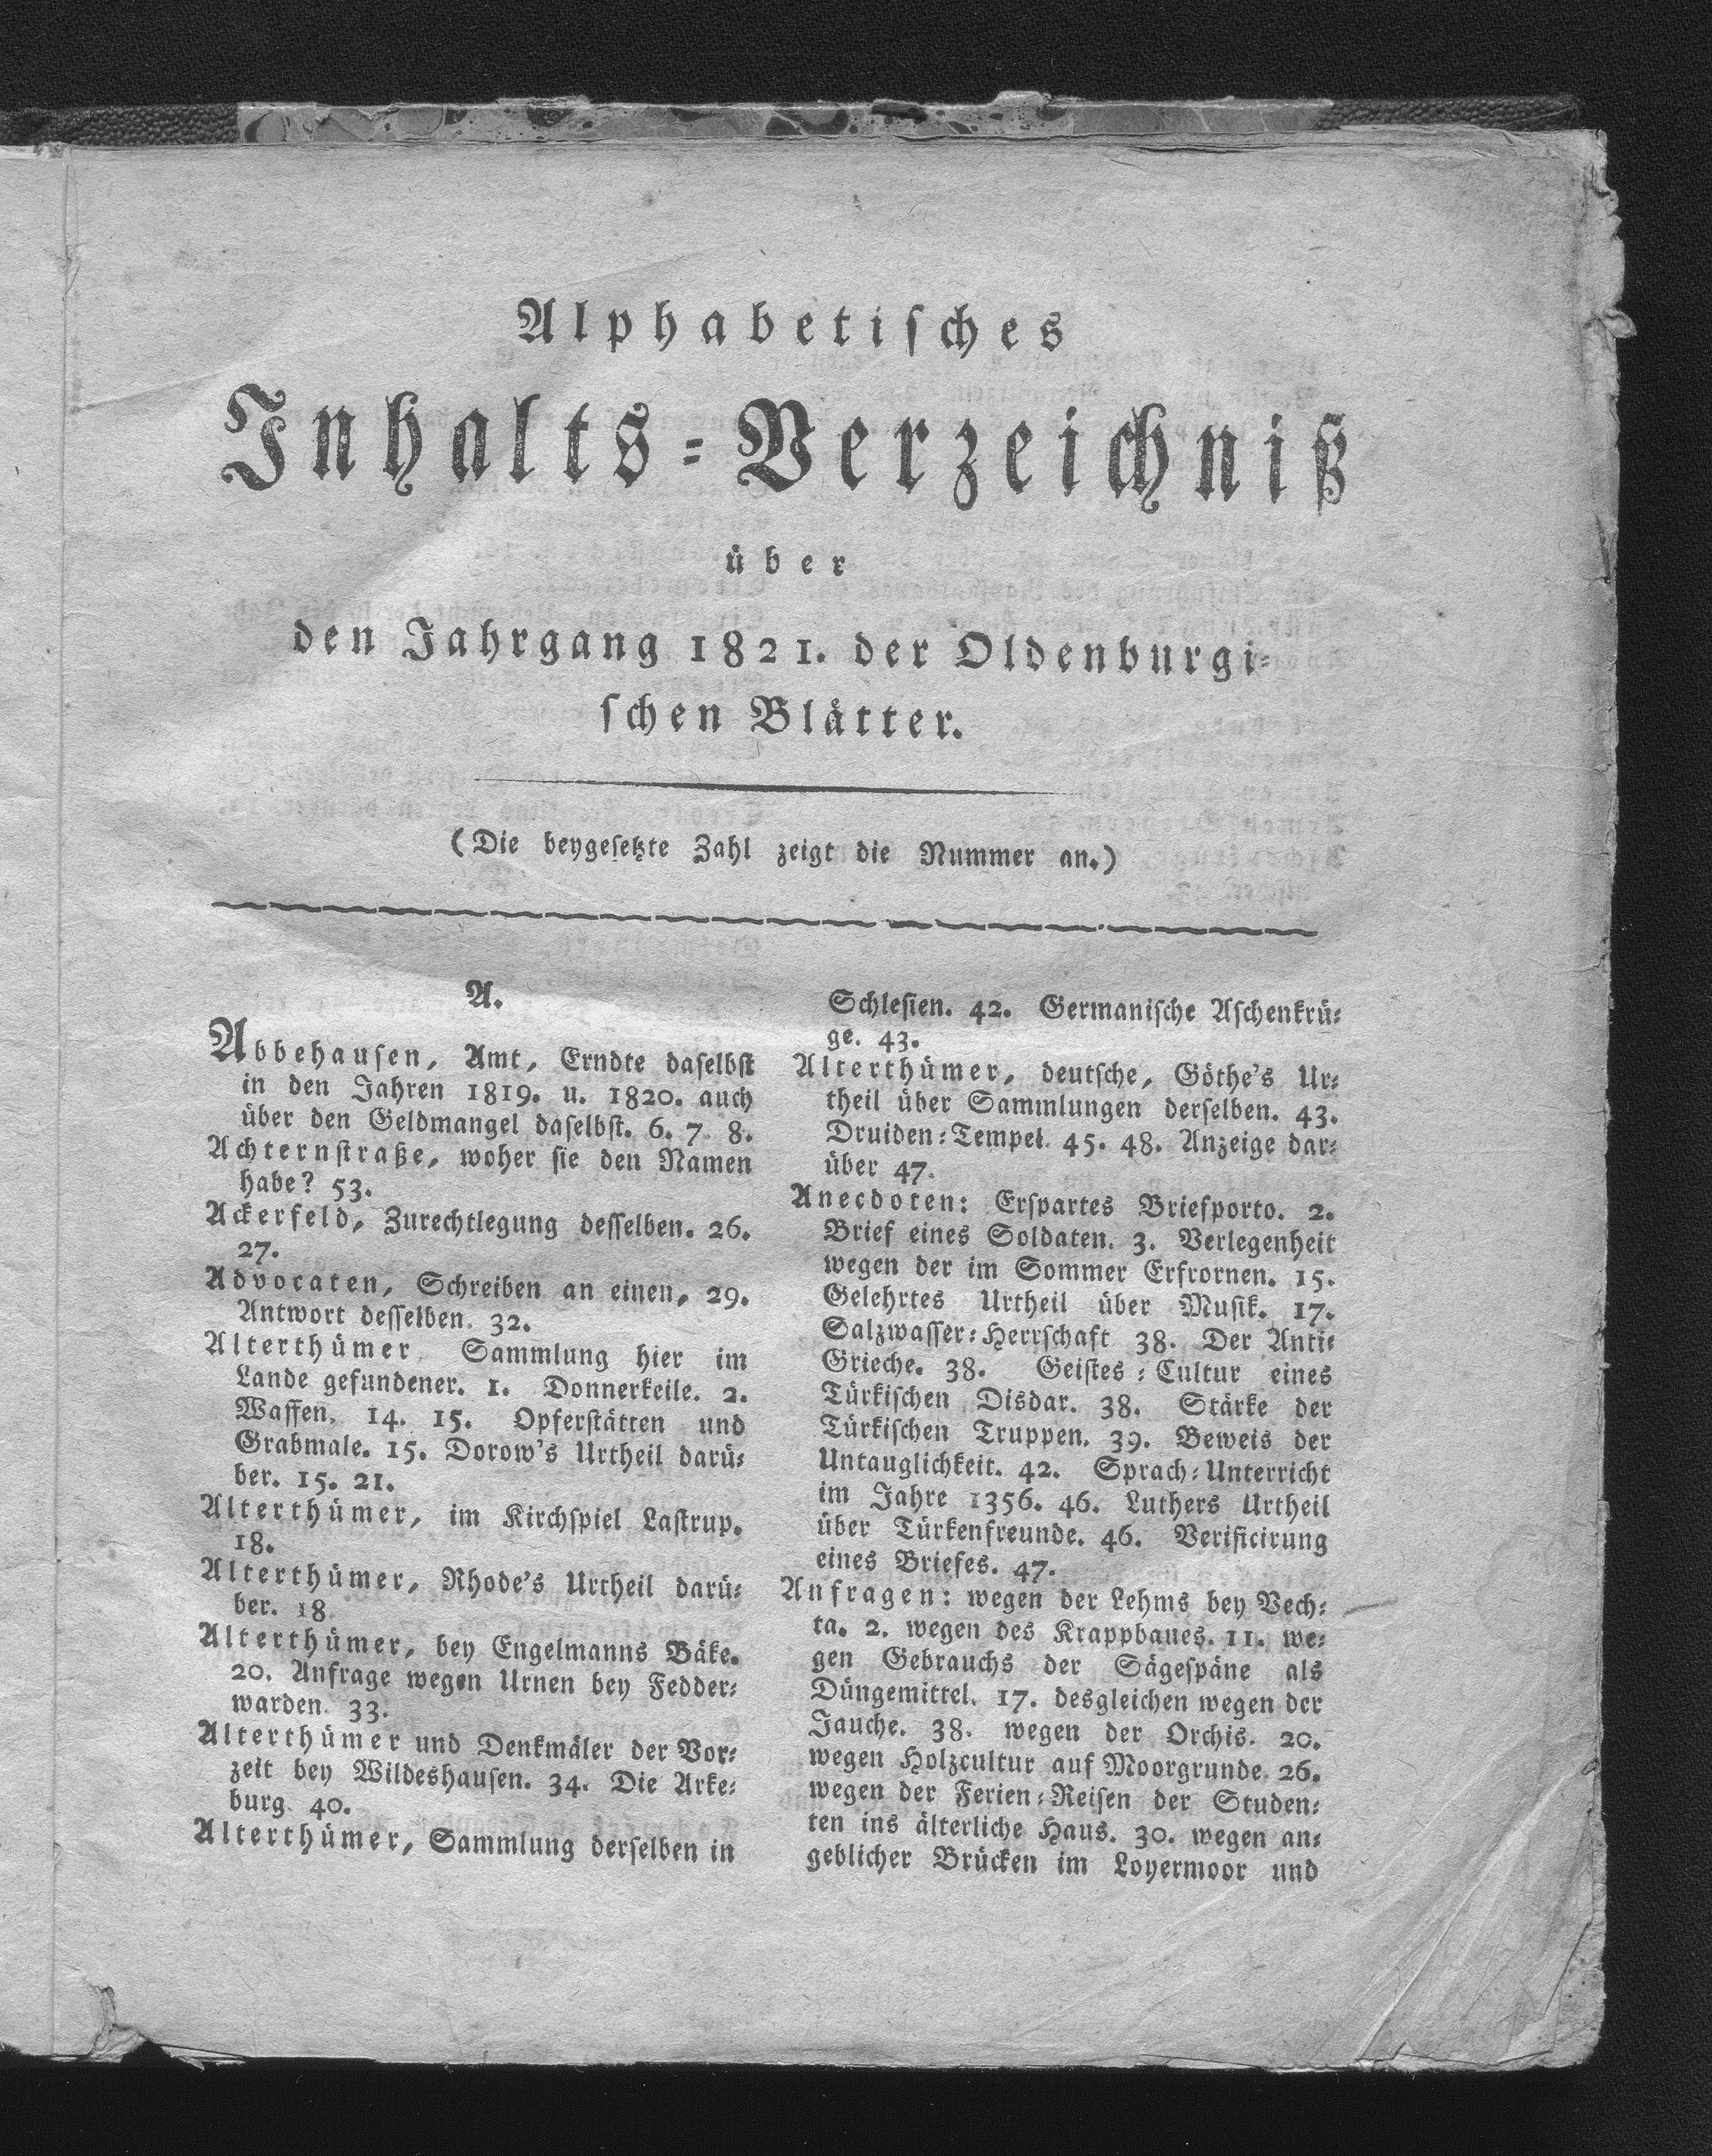 Alphabetisches
Inhalts-Verzeichniß
über
den Jahrgang 1821. der Oldenburgi-
schen Blätter.
(Die beygesetzte Zahl zeigt die Nummer an.)
A.
Abbehausen, Amt, Erndte daselbst
in den Jahren 1819. u. 1820. auch
über den Geldmangel daselbst. 6. 7. 8.
Achternstraße, woher sie den Namen
habe? 53.
Ackerfeld, Zurechtlegung desselben. 26.
27.
Advocaten, Schreiben an einen, 29.
Antwort desselben. 32.
Alterthümer Sammlung hier im
Lande gefundener. 1. Donnerkeile. 2.
Waffen. 14. 15. Opferstätten und
Grabmale. 15. Dorow's Urtheil darü-
ber. 15. 21.
Alterthümer, im Kirchspiel Lastrup.
18.
Alterthümer, Rhode's Urtheil darü-
ber. 18
Alterthümer, bey Engelmanns Bäke.
20. Anfrage wegen Urnen bey Fedder-
warden. 33.
Alterthümer und Denkmäler der Vor-
zeit bey Wildeshausen. 34. Die Arke-
burg. 40.
Alterthümer, Sammlung derselben in
Schlesien. 42. Germanische Aschenkrü-
ge. 43.
Alterthümer, deutsche, Göthe's Ur-
theil über Sammlungen derselben. 43.
Druiden-Tempel. 45. 48. Anzeige dar-
über 47.
Anecdoten: Erspartes Briefporto. 2.
Brief eines Soldaten. 3. Verlegenheit
wegen der im Sommer Erfrornen. 15.
Gelehrtes Urtheil über Musik. 17.
Salzwasser-Herrschaft 38. Der Anti-
Grieche. 38. Geistes-Cultur eines
Türkischen Disdar. 38. Stärke der
Türkischen Truppen. 39. Beweis der
Untauglichkeit. 42. Sprach-Unterricht
im Jahre 1356. 46. Luthers Urtheil
über Türkenfreunde. 46. Verificirung
eines Briefes. 47.
Anfragen: wegen der Lehms bey Vech-
ta. 2. wegen des Krappbaues. 11. we-
gen Gebrauchs der Sägespäne als
Düngemittel. 17. desgleichen wegen der
Jauche. 38. wegen der Orchis. 20.
wegen Holzcultur auf Moorgrunde. 26.
wegen der Ferien-Reisen der Studen-
ten ins älterliche Haus. 30. wegen an-
geblicher Brücken im Loyermoor und